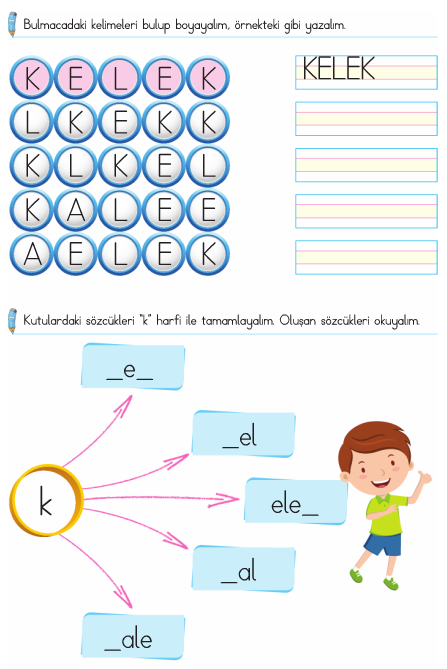 Bulmacadaki kelimeleri bulup boyayalım, örnekteki gibi yazalım.
K E L E K
KELEK
L K E K K
K L K E L
K A L E E
A E L E K
Kutulardaki sözcükleri "k" harfi ile tamamlayalım. Oluşan sözcükleri okuyalım.
_e_
_el
k
ele_
_al
_ale